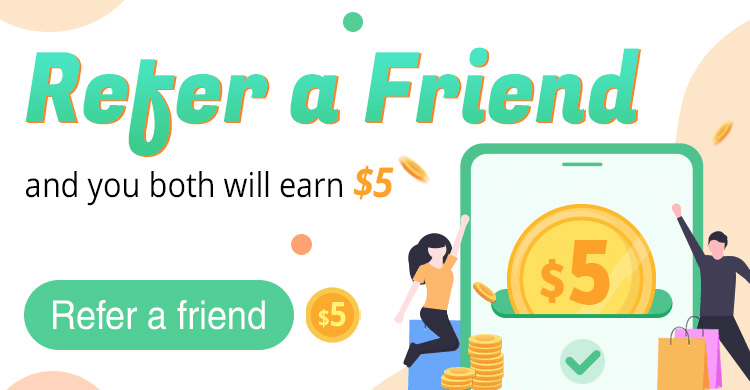 Refer a Friend
and you both will earn $5
$5
Refer a friend
$5